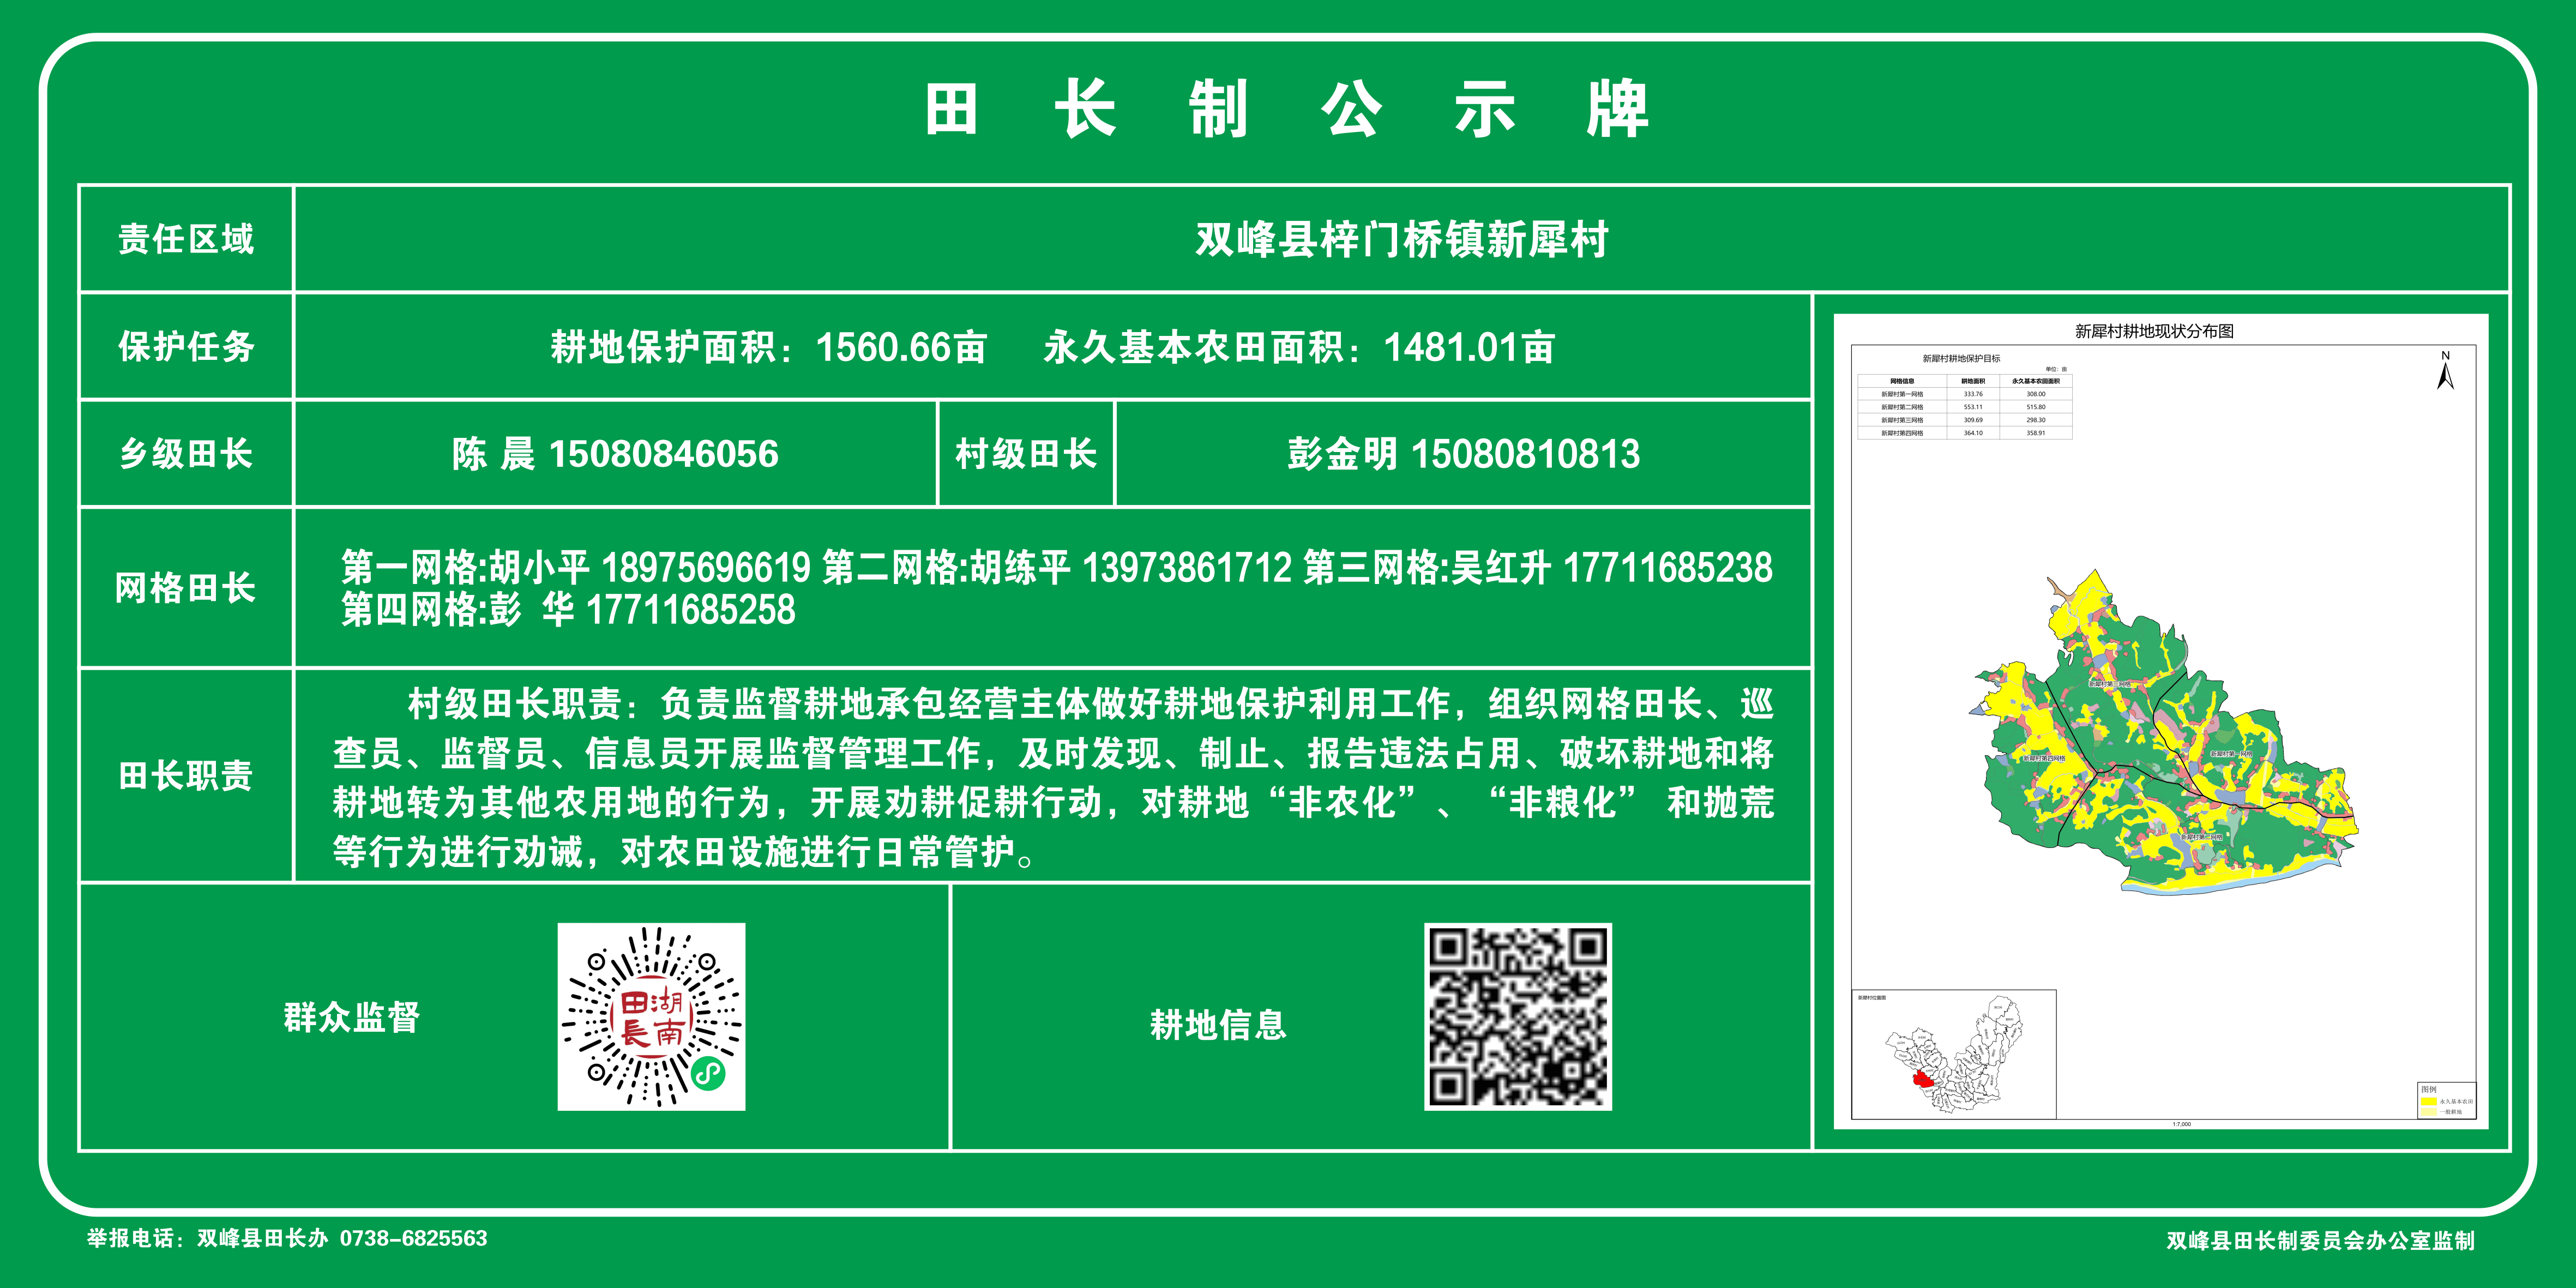 田长制公示牌
责任区域
双峰县梓门桥镇新犀村
保护任务
耕地保护面积：1560.66亩 永久基本农田面积：1481.01亩
乡级田长
陈 晨 15080846056
村级田长
彭金明 15080810813
网格田长
第一网格:胡小平 18975696619 第二网格:胡练平 13973861712 第三网格:吴红升 17711685238
第四网格:彭 华 17711685258
田长职责
村级田长职责：负责监督耕地承包经营主体做好耕地保护利用工作，组织网格田长、巡
查员、监督员、信息员开展监督管理工作，及时发现、制止、报告违法占用、破坏耕地和将
耕地转为其他农用地的行为，开展劝耕促耕行动，对耕地“非农化”、“非粮化” 和抛荒
等行为进行劝诫，对农田设施进行日常管护。
群众监督
田湖
長南
耕地信息
新犀村耕地现状分布图
新犀村耕地保护目标
单位：亩
网格信息 耕地面积 永久基本农田面积
新犀村第一网格 333.76 308.00
新犀村第二网格 553.11 515.80
新犀村第三网格 309.69 298.30
新犀村第四网格 364.10 358.91
N
新犀村第一网格
新犀村第四网格
新犀村第二网格
新犀村位置图
图例
永久基本农田
一般耕地
1:7,000
举报电话：双峰县田长办 0738-6825563
双峰县田长制委员会办公室监制